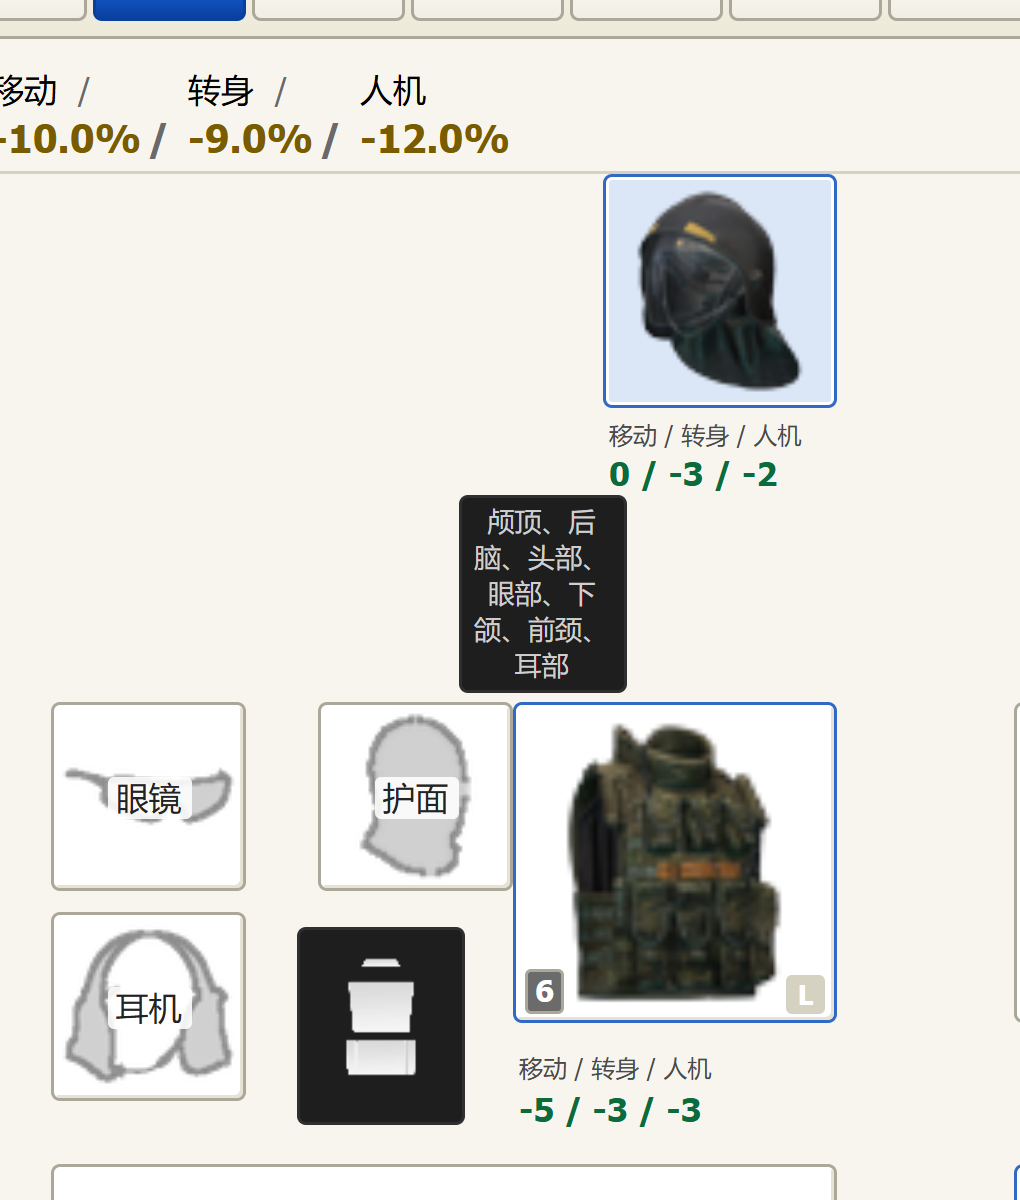 移动 / 转身 / 人机
-10.0% / -9.0% / -12.0%
移动 / 转身 / 人机
0 / -3 / -2
颅顶、后
脑、头部、
眼部、下
颌、前颈、
耳部
眼镜
护面
6
L
耳机
移动 / 转身 / 人机
-5 / -3 / -3